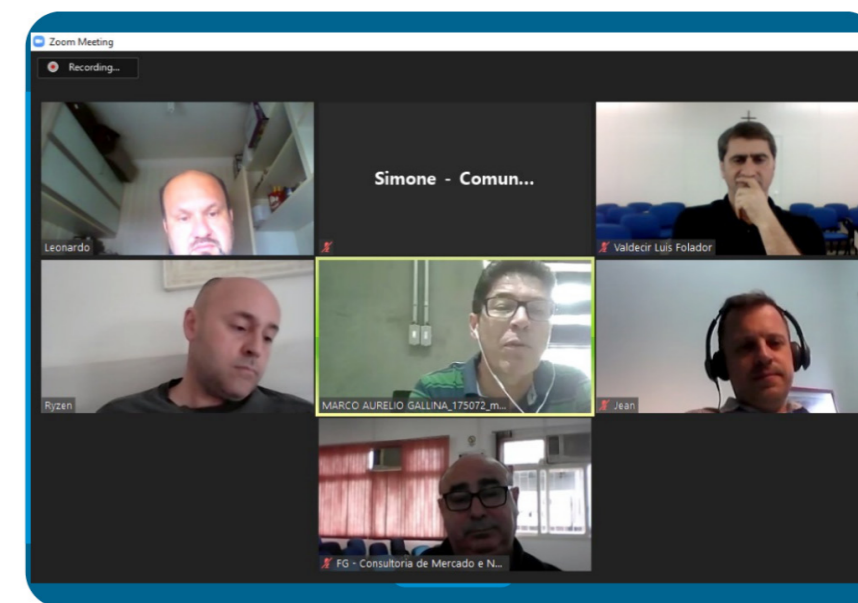 Zoom Meeting
Recording...
Leonardo
Simone - Comun...
Valdecir Luis Folador
Ryzen
MARCO AURELIO GALLINA_175072_m...
Jean
FG - Consultoria de Mercado e N...